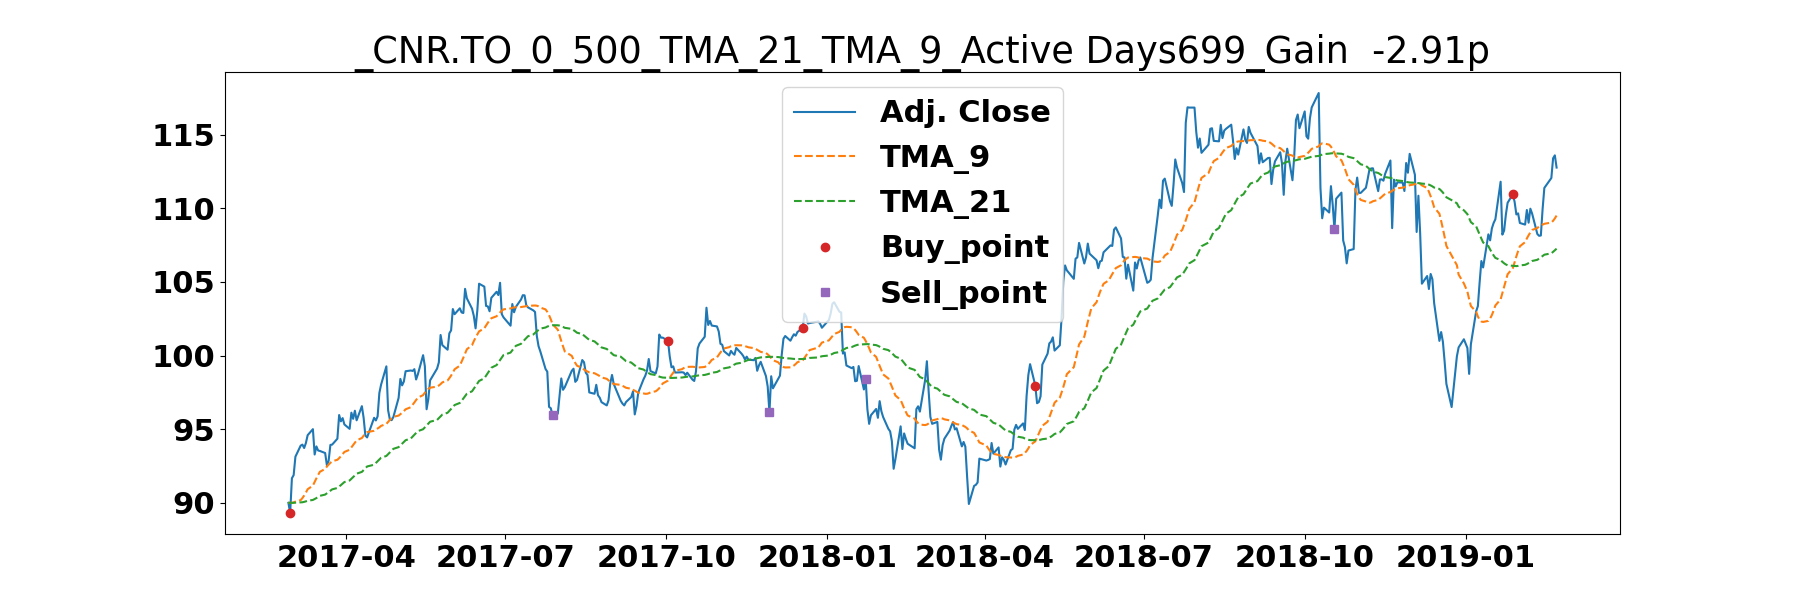 _CNR.TO_0_500_TMA_21_TMA_9_Active Days699_Gain  -2.91p
Adj. Close
TMA_9
TMA_21
Buy_point
Sell_point
115
110
105
100
95
90
2017-04 2017-07 2017-10 2018-01 2018-04 2018-07 2018-10 2019-01